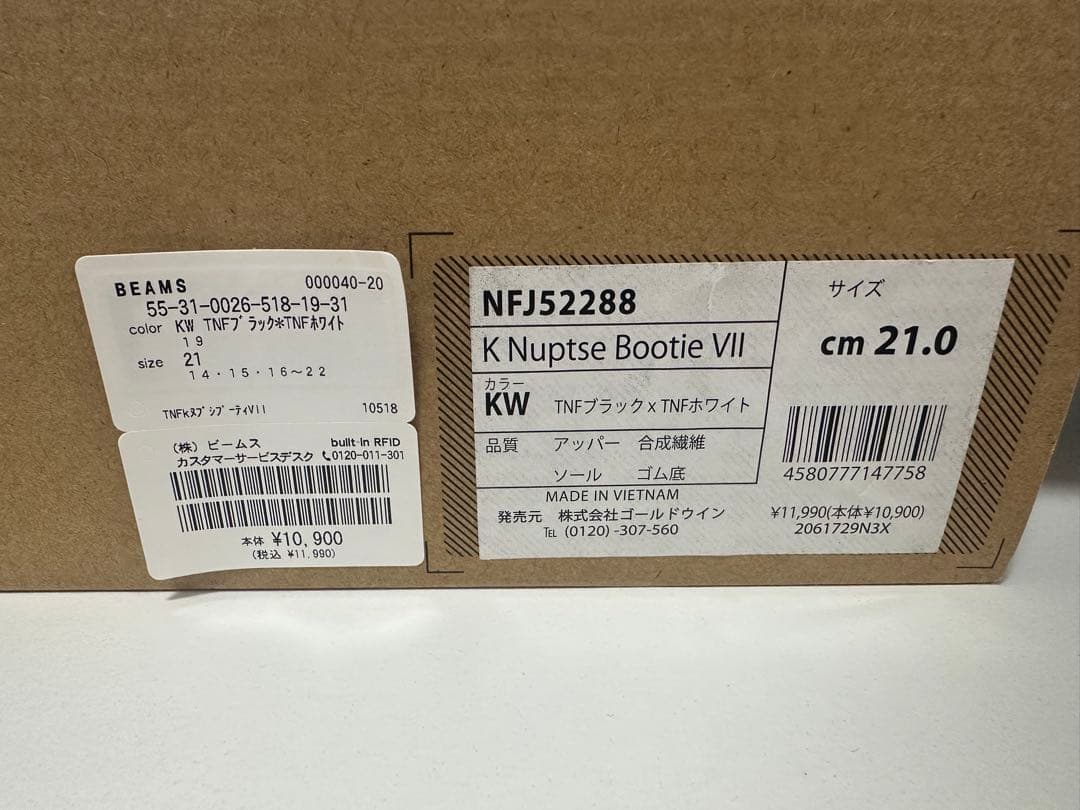 BEAMS 000040-20
55-31-0026-518-19-31
color KW TNFﾌﾞﾗｯｸ*TNFﾎﾜｲﾄ
19
size 21
14・15・16〜22
TNFkﾇﾌﾟｼﾌﾞｰﾃｨVII 10518
(株) ビームス built-in RFID
カスタマーサービスデスク 0120-011-301
本体 ¥10,900
(税込 ¥11,990)
NFJ52288
K Nuptse Bootie VII
カラー
KW TNFブラック x TNFホワイト
品質 アッパー 合成繊維
ソール ゴム底
MADE IN VIETNAM
発売元 株式会社ゴールドウイン
TEL (0120) -307-560
サイズ
cm 21.0
4580777147758
¥11,990(本体¥10,900)
2061729N3X